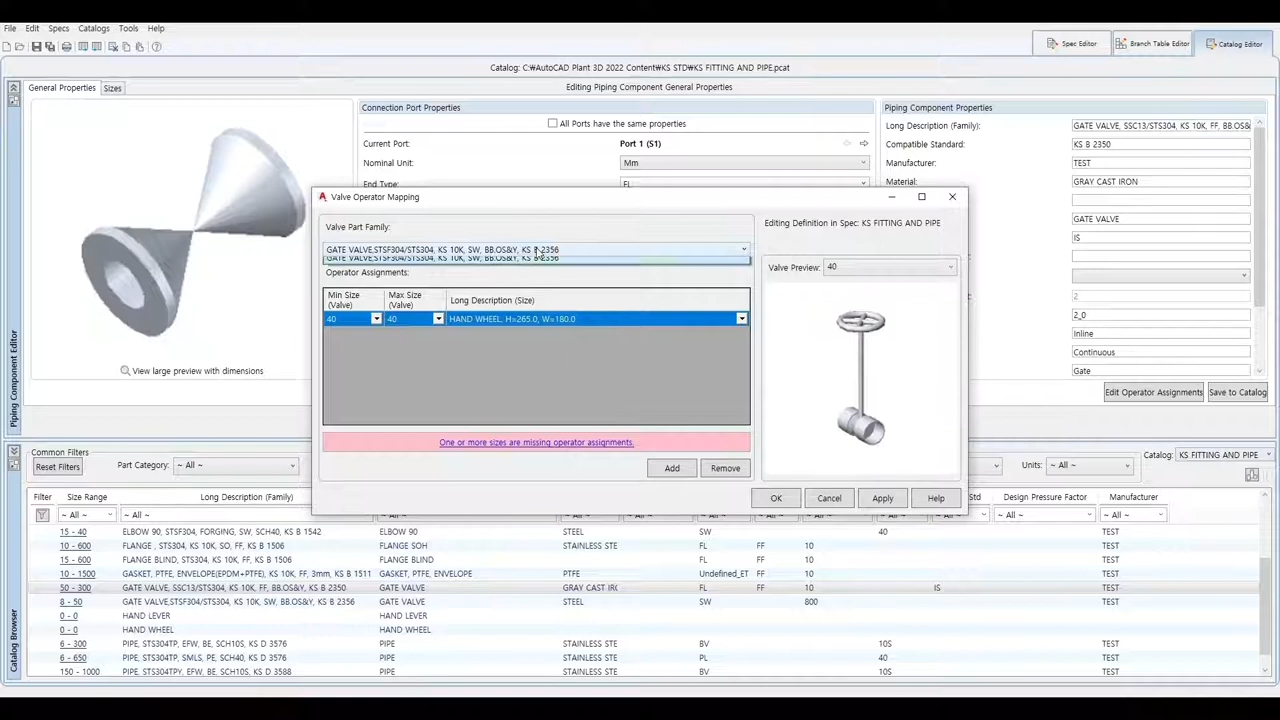 File Edit Specs Catalogs Tools Help
Spec Editor Branch Table Editor Catalog Editor
Catalog: C:₩AutoCAD Plant 3D 2022 Content₩KS STD₩KS FITTING AND PIPE.pcat
General Properties Sizes Editing Piping Component General Properties
Connection Port Properties
Piping Component Properties
All Ports have the same properties
Long Description (Family): GATE VALVE, SSC13/STS304, KS 10K, FF, BB.OS&
Current Port: Port 1 (S1)
Compatible Standard: KS B 2350
Nominal Unit: Mm
Manufacturer: TEST
End Type: FL
Material: GRAY CAST IRON
GATE VALVE
IS
2
2_0
Inline
Continuous
Gate
Piping Component Editor
View large preview with dimensions
Edit Operator Assignments Save to Catalog
Valve Operator Mapping
Valve Part Family:
Editing Definition in Spec: KS FITTING AND PIPE
GATE VALVE,STSF304/STS304, KS 10K, SW, BB.OS&Y, KS B 2356
GATE VALVE,STSF304/STS304, KS 10K, SW, BB.OS&Y, KS B 2356
Valve Preview: 40
Operator Assignments:
Min Size (Valve) Max Size (Valve) Long Description (Size)
40 40 HAND WHEEL, H=265.0, W=180.0
One or more sizes are missing operator assignments.
Add Remove
OK Cancel Apply Help
Common Filters
Catalog: KS FITTING AND PIPE
Reset Filters Part Category: ~ All ~ Units: ~ All ~
Filter Size Range Long Description (Family) Std Design Pressure Factor Manufacturer
~ All ~ ~ All ~ ~ All ~ ~ All ~
15 - 40 ELBOW 90, STSF304, FORGING, SW, SCH40, KS B 1542 ELBOW 90 STEEL SW 40 TEST
10 - 600 FLANGE , STS304, KS 10K, SO, FF, KS B 1506 FLANGE SOH STAINLESS STE FL FF 10 TEST
15 - 600 FLANGE BLIND, STS304, KS 10K, FF, KS B 1506 FLANGE BLIND STAINLESS STE FL FF 10 TEST
10 - 1500 GASKET, PTFE, ENVELOPE(EPDM+PTFE), KS 10K, FF, 3mm, KS B 1511 GASKET, PTFE, ENVELOPE PTFE Undefined_ET FF 10 TEST
50 - 300 GATE VALVE, SSC13/STS304, KS 10K, FF, BB.OS&Y, KS B 2350 GATE VALVE GRAY CAST IR( FL FF 10 IS TEST
8 - 50 GATE VALVE,STSF304/STS304, KS 10K, SW, BB.OS&Y, KS B 2356 GATE VALVE STEEL SW 800 TEST
0 - 0 HAND LEVER HAND LEVER TEST
0 - 0 HAND WHEEL HAND WHEEL TEST
6 - 300 PIPE, STS304TP, EFW, BE, SCH10S, KS D 3576 PIPE STAINLESS STE BV 10S TEST
6 - 650 PIPE, STS304TP, SMLS, PE, SCH40, KS D 3576 PIPE STAINLESS STE PL 40 TEST
150 - 1000 PIPE, STS304TPY, EFW, BE, SCH10S, KS D 3588 PIPE STAINLESS STE BV 10S TEST
Catalog Browser